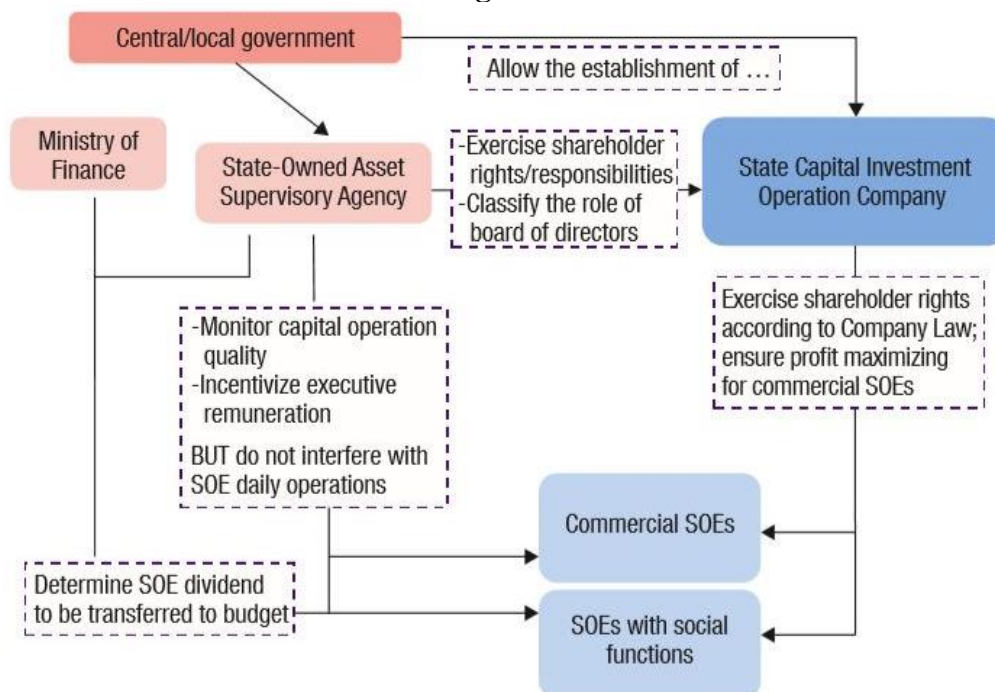 Central/local government
Allow the establishment of …
Ministry of
Finance
State-Owned Asset
Supervisory Agency
-Exercise shareholder
rights/responsibilities
-Classify the role of
board of directors
State Capital Investment
Operation Company
-Monitor capital operation
quality
-Incentivize executive
remuneration
BUT do not interfere with
SOE daily operations
Exercise shareholder rights
according to Company Law;
ensure profit maximizing
for commercial SOEs
Commercial SOEs
Determine SOE dividend
to be transferred to budget
SOEs with social
functions